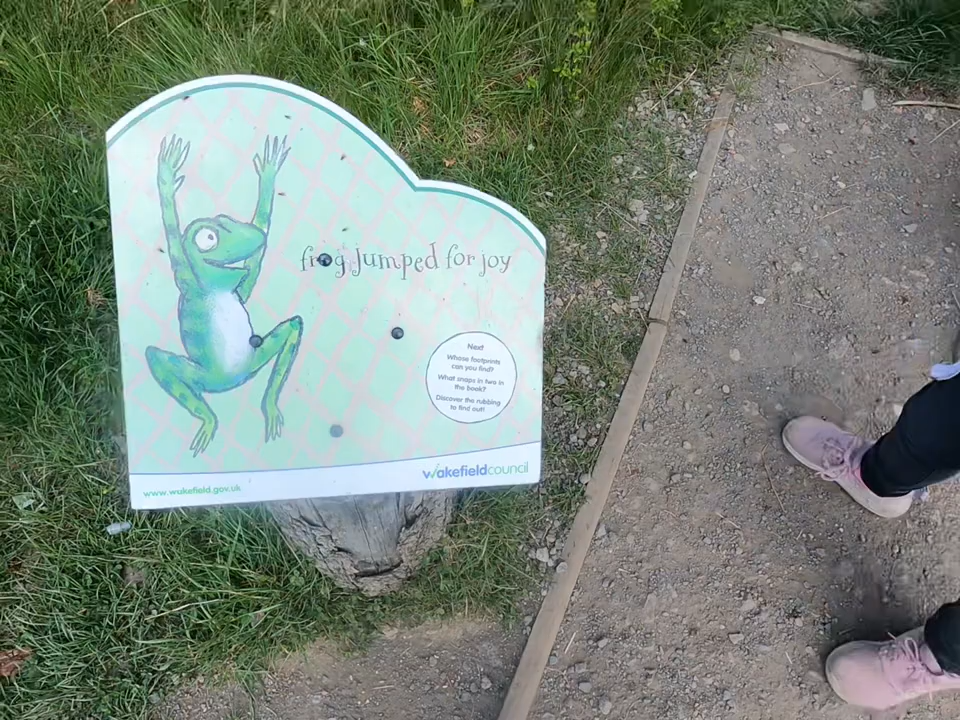 frog jumped for joy
Next
Whose footprints
can you find?
What snaps in two in
the book?
Discover the rubbing
to find out!
www.wakefield.gov.uk
wakefieldcouncil